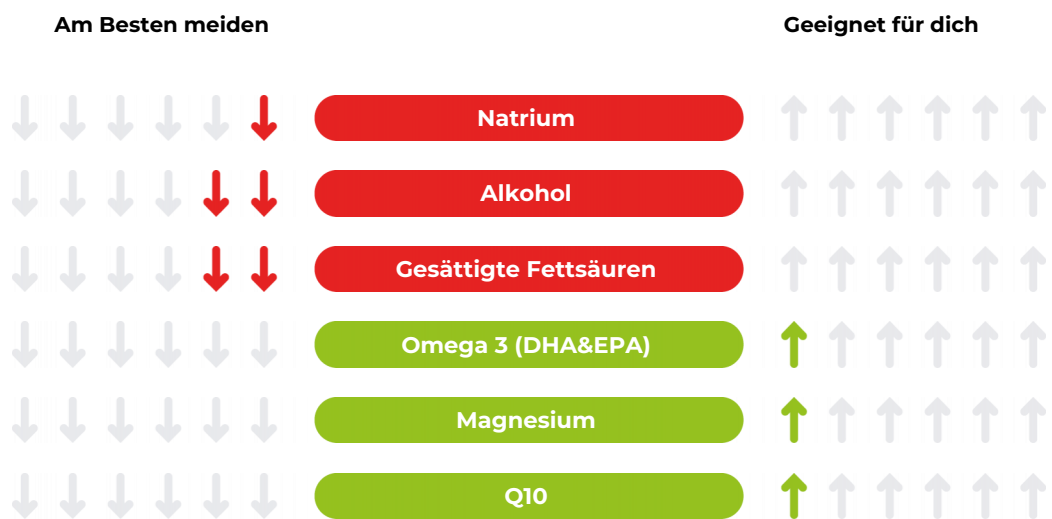 Am Besten meiden
Geeignet für dich
Natrium
Alkohol
Gesättigte Fettsäuren
Omega 3 (DHA&EPA)
Magnesium
Q10